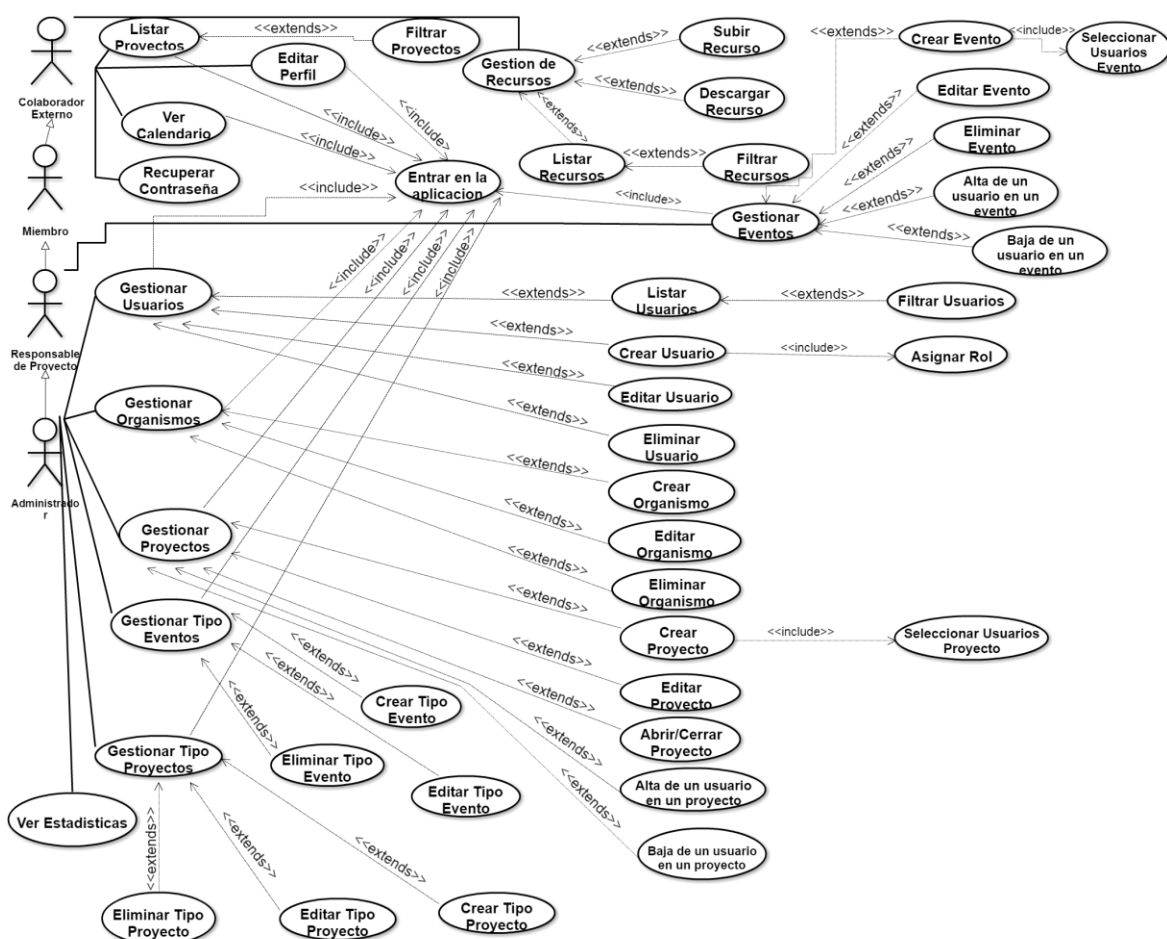 Listar
Proyectos
<<extends>>
Filtrar
Proyectos
<<include>>
Editar
Perfil
<<include>>
<<include>>
Ver
Calendario
<<include>>
Recuperar
Contraseña
<<include>>
Entrar en la
aplicacion
Gestion de
Recursos
<<extends>>
Subir
Recurso
<<extends>>
Descargar
Recurso
<<extends>>
Listar
Recursos
<<extends>>
Filtrar
Recursos
<<include>>
Gestionar
Eventos
<<extends>>
Crear Evento
<<include>>
Seleccionar
Usuarios
Evento
<<extends>>
Editar Evento
<<extends>>
Eliminar
Evento
<<extends>>
Alta de un
usuario en un
evento
<<extends>>
Baja de un
usuario en un
evento
Colaborador
Externo
Miembro
Responsable
de Proyecto
Administrado
r
Gestionar
Usuarios
<<extends>>
Listar
Usuarios
<<extends>>
Filtrar Usuarios
<<extends>>
Crear Usuario
<<include>>
Asignar Rol
<<extends>>
Editar Usuario
<<extends>>
Eliminar
Usuario
Gestionar
Organismos
<<include>>
<<include>>
<<include>>
<<include>>
<<extends>>
Crear
Organismo
<<extends>>
Editar
Organismo
<<extends>>
Eliminar
Organismo
Gestionar
Proyectos
<<extends>>
Crear
Proyecto
<<include>>
Seleccionar Usuarios
Proyecto
<<extends>>
Editar
Proyecto
<<extends>>
Abrir/Cerrar
Proyecto
<<extends>>
Alta de un usuario
en un proyecto
<<extends>>
Baja de un usuario
en un proyecto
Gestionar Tipo
Eventos
<<extends>>
Crear Tipo
Evento
<<extends>>
Eliminar Tipo
Evento
<<extends>>
Editar Tipo
Evento
Gestionar Tipo
Proyectos
Ver Estadisticas
<<extends>>
Eliminar Tipo
Proyecto
<<extends>>
Editar Tipo
Proyecto
<<extends>>
Crear Tipo
Proyecto